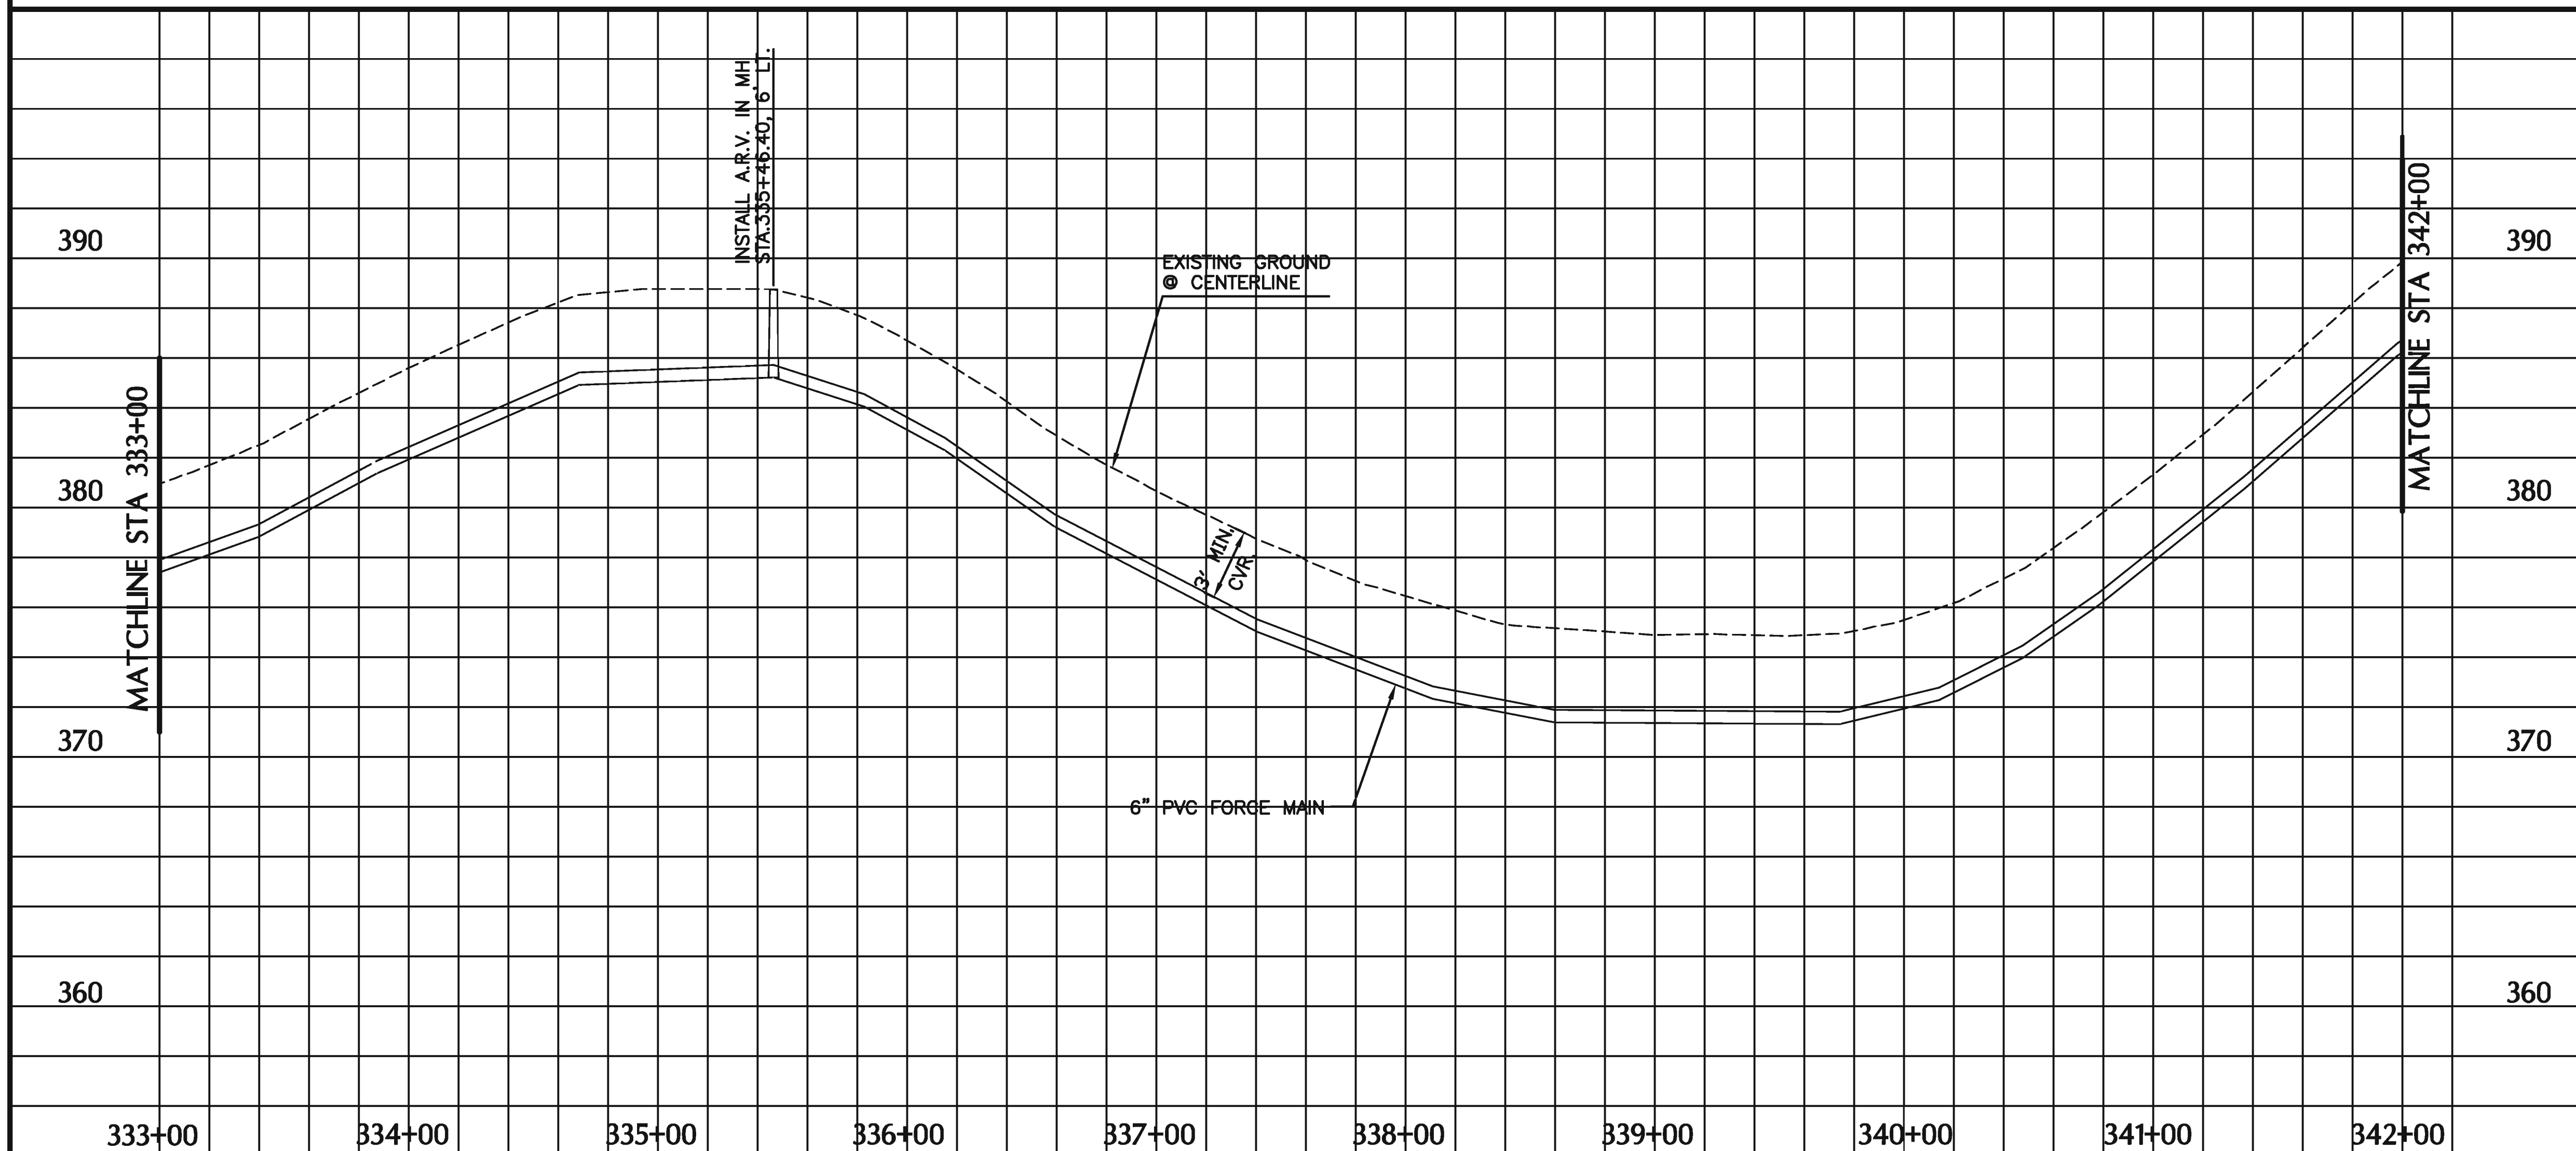 INSTALL A.R.V. IN MH
STA.335+46.40, 6' LT.
390
390
EXISTING GROUND
@ CENTERLINE
MATCHLINE STA 342+00
MATCHLINE STA 333+00
380
380
3' MIN.
CVR.
370
370
6" PVC FORCE MAIN
360
360
333+00
334+00
335+00
336+00
337+00
338+00
339+00
340+00
341+00
342+00